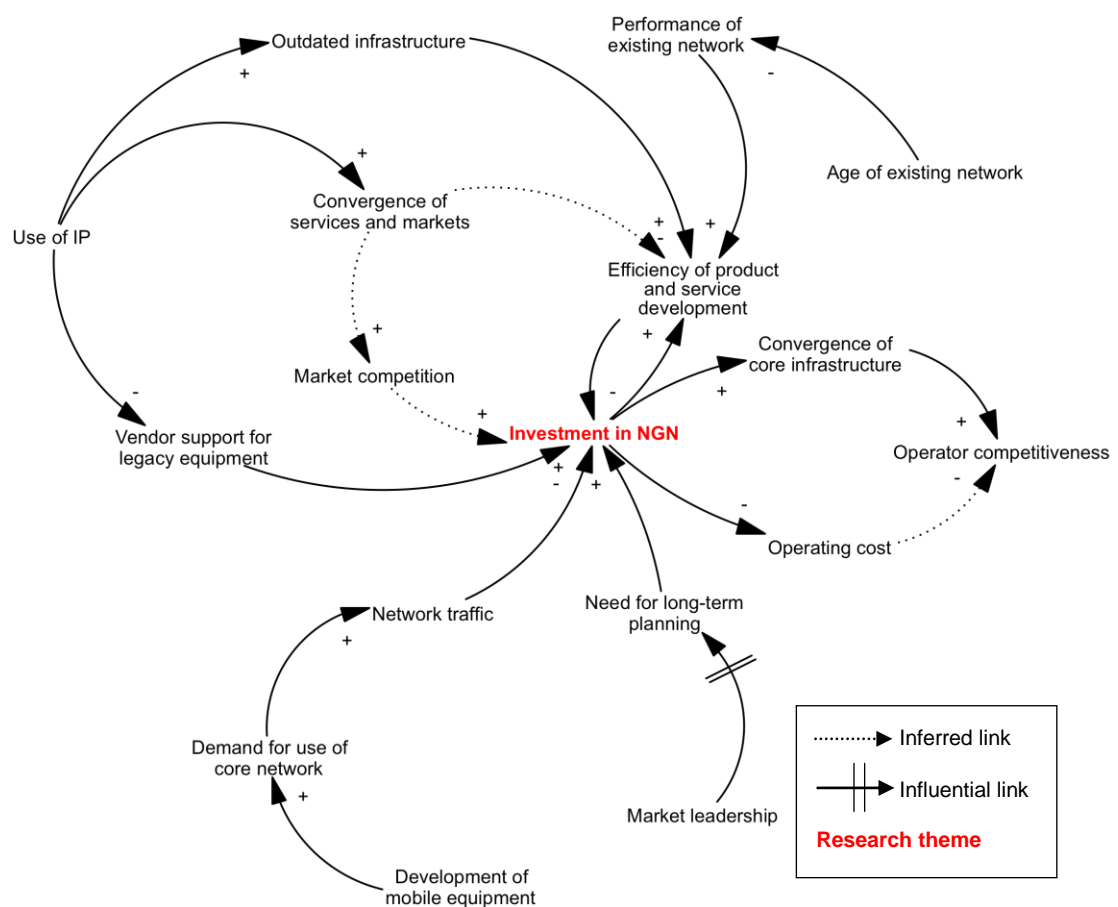 Performance of
existing network
Outdated infrastructure
+
-
Age of existing network
+
Convergence of
services and markets
Use of IP
+
-
+
Efficiency of product
and service
development
+
+
Convergence of
core infrastructure
Market competition
-
+
-
+
+
Investment in NGN
Vendor support for
legacy equipment
Operator competitiveness
+
-
+
-
-
Operating cost
Need for long-term
planning
Network traffic
+
Demand for use of
core network
+
Market leadership
Development of
mobile equipment
Inferred link
Influential link
Research theme